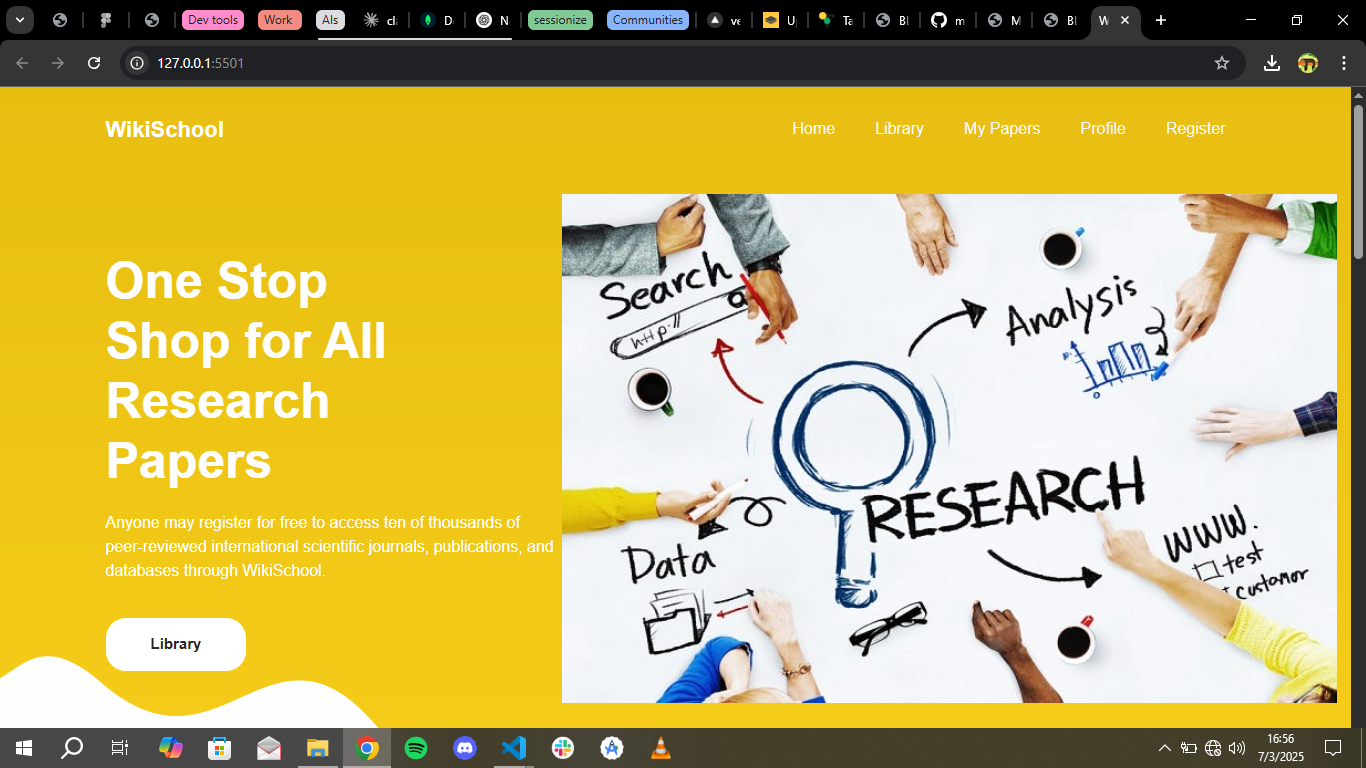 Dev tools
Work
AIs
cl
D
N
sessionize
Communities
ve
U
Ta
Bl
m
M
Bl
W
127.0.0.1:5501
WikiSchool
Home
Library
My Papers
Profile
Register
One Stop
Shop for All
Research
Papers
Anyone may register for free to access ten of thousands of
peer-reviewed international scientific journals, publications, and
databases through WikiSchool.
Library
Search
http://
Analysis
RESEARCH
Data
WWW.
test
customer
16:56
7/3/2025